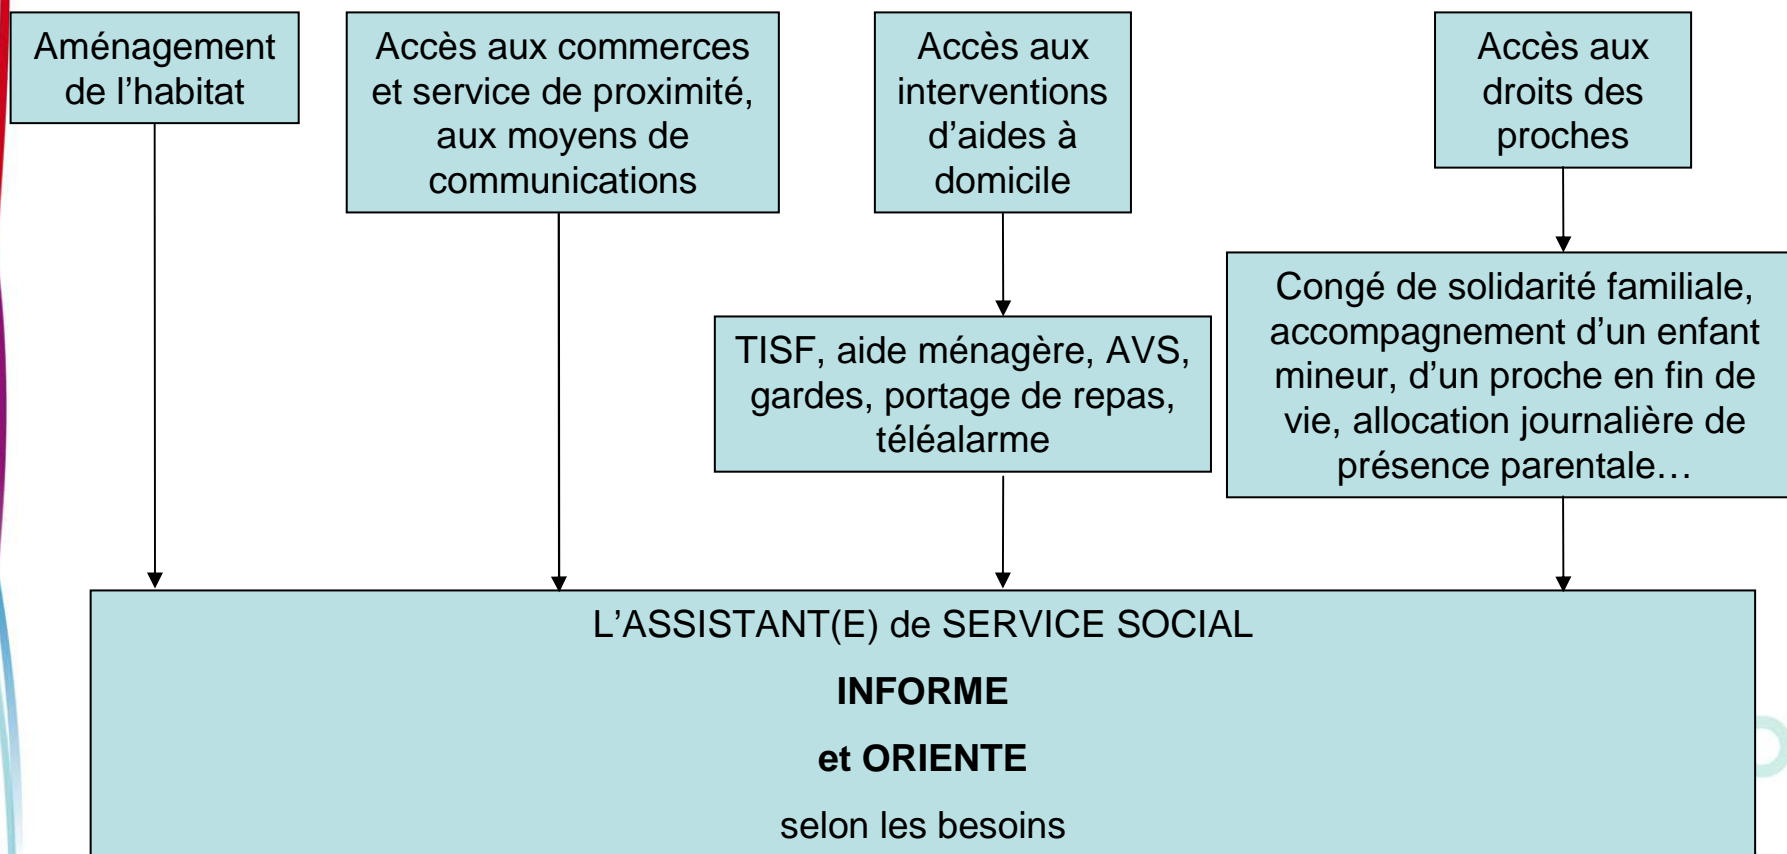 Aménagement
de l’habitat
Accès aux commerces
et service de proximité,
aux moyens de
communications
Accès aux
interventions
d’aides à
domicile
Accès aux
droits des
proches
TISF, aide ménagère, AVS,
gardes, portage de repas,
téléalarme
Congé de solidarité familiale,
accompagnement d’un enfant
mineur, d’un proche en fin de
vie, allocation journalière de
présence parentale…
L’ASSISTANT(E) de SERVICE SOCIAL
INFORME
et ORIENTE
selon les besoins